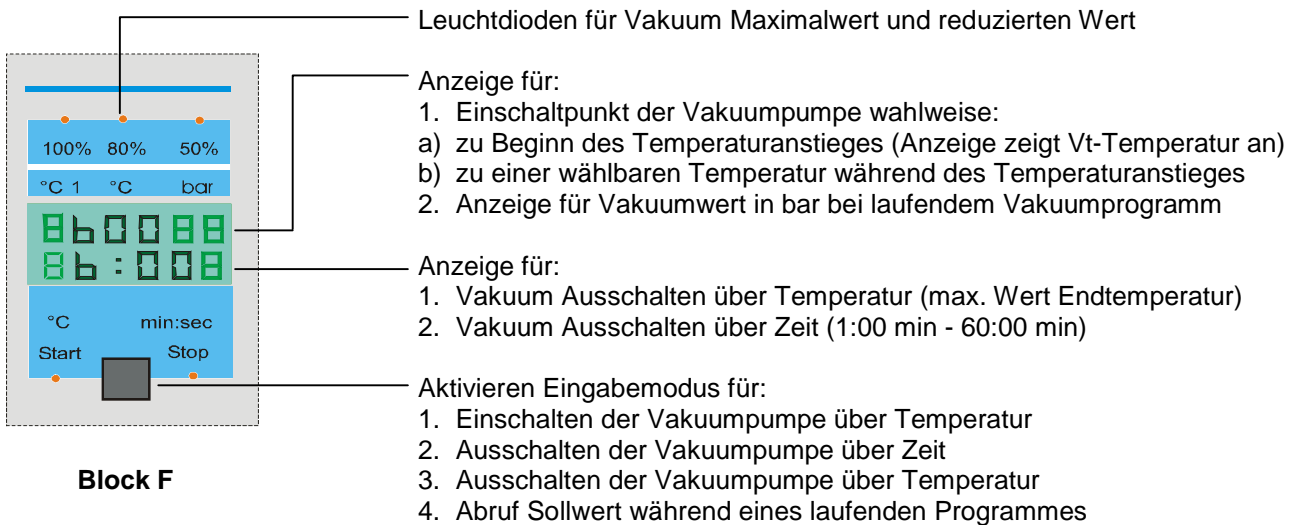 Leuchtdioden für Vakuum Maximalwert und reduzierten Wert
Anzeige für:
1. Einschaltpunkt der Vakuumpumpe wahlweise:
a) zu Beginn des Temperaturanstieges (Anzeige zeigt Vt-Temperatur an)
b) zu einer wählbaren Temperatur während des Temperaturanstieges
2. Anzeige für Vakuumwert in bar bei laufendem Vakuumprogramm
Anzeige für:
1. Vakuum Ausschalten über Temperatur (max. Wert Endtemperatur)
2. Vakuum Ausschalten über Zeit (1:00 min - 60:00 min)
Aktivieren Eingabemodus für:
1. Einschalten der Vakuumpumpe über Temperatur
2. Ausschalten der Vakuumpumpe über Zeit
3. Ausschalten der Vakuumpumpe über Temperatur
4. Abruf Sollwert während eines laufenden Programmes
100% 80% 50%
°C 1 °C bar
8b0088
8b:008
°C min:sec
Start Stop
Block F